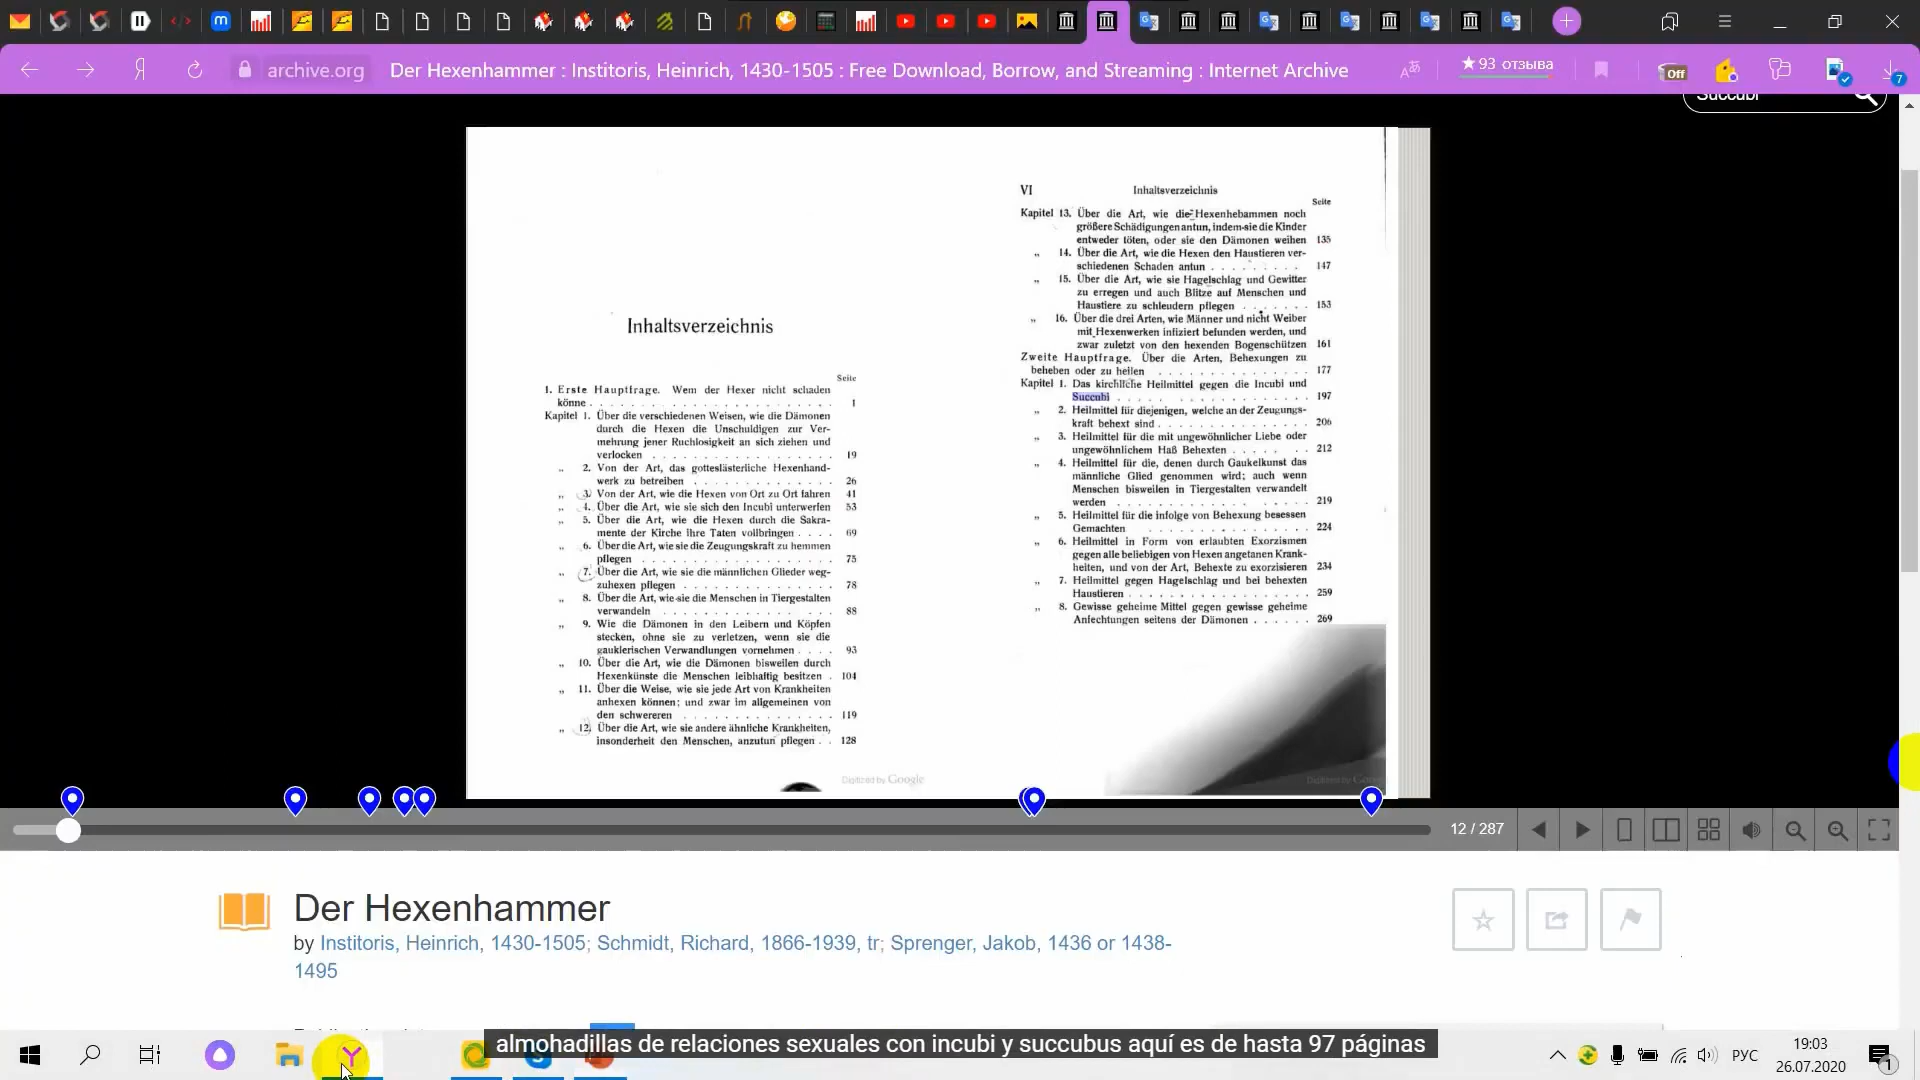 archive.org
Der Hexenhammer : Institoris, Heinrich, 1430-1505 : Free Download, Borrow, and Streaming : Internet Archive
★93 отзыва
Off
7
Succubi
Inhaltsverzeichnis
Seite
1. Erste Hauptfrage. Wem der Hexer nicht schaden
könne . . . . . . . . . . . . . . . . . . 1
Kapitel 1. Über die verschiedenen Weisen, wie die Dämonen
durch die Hexen die Unschuldigen zur Ver-
mehrung jener Ruchlosigkeit an sich ziehen und
verlocken . . . . . . . . . . . . . . 19
„ 2. Von der Art, das gotteslästerliche Hexenhand-
werk zu betreiben . . . . . . . . . . . 26
„ 3. Von der Art, wie die Hexen von Ort zu Ort fahren 41
„ 4. Über die Art, wie sie sich den Incubi unterwerfen 53
„ 5. Über die Art, wie die Hexen durch die Sakra-
mente der Kirche ihre Taten vollbringen . . . . 69
„ 6. Über die Art, wie sie die Zeugungskraft zu hemmen
pflegen . . . . . . . . . . . . . . . 75
„ 7. Über die Art, wie sie die männlichen Glieder weg-
zuhexen pflegen . . . . . . . . . . . . 78
„ 8. Über die Art, wie sie die Menschen in Tiergestalten
verwandeln . . . . . . . . . . . . . 88
„ 9. Wie die Dämonen in den Leibern und Köpfen
stecken, ohne sie zu verletzen, wenn sie die
gauklerischen Verwandlungen vornehmen . . . . 93
„ 10. Über die Art, wie die Dämonen bisweilen durch
Hexenkünste die Menschen leibhaftig besitzen . 104
„ 11. Über die Weise, wie sie jede Art von Krankheiten
anhexen können; und zwar im allgemeinen von
den schwereren . . . . . . . . . . . . 119
„ 12. Über die Art, wie sie andere ähnliche Krankheiten,
insonderheit den Menschen, anzutun pflegen . . 128
Digitized by Google
VI Inhaltsverzeichnis
Seite
Kapitel 13. Über die Art, wie die Hexenhebammen noch
größere Schädigungen antun, indem sie die Kinder
entweder töten, oder sie den Dämonen weihen 135
„ 14. Über die Art, wie die Hexen den Haustieren ver-
schiedenen Schaden antun . . . . . . . . . 147
„ 15. Über die Art, wie sie Hagelschlag und Gewitter
zu erregen und auch Blitze auf Menschen und
Haustiere zu schleudern pflegen . . . . . . . 153
„ 16. Über die drei Arten, wie Männer und nicht Weiber
mit Hexenwerken infiziert befunden werden, und
zwar zuletzt von den hexenden Bogenschützen 161
Zweite Hauptfrage. Über die Arten, Behexungen zu
beheben oder zu heilen . . . . . . . . . . . . 177
Kapitel 1. Das kirchliche Heilmittel gegen die Incubi und
Succubi . . . . . . . . . . . . . . . 197
„ 2. Heilmittel für diejenigen, welche an der Zeugungs-
kraft behext sind . . . . . . . . . . . . 206
„ 3. Heilmittel für die mit ungewöhnlicher Liebe oder
ungewöhnlichem Haß Behexten . . . . . . . 212
„ 4. Heilmittel für die, denen durch Gaukelkunst das
männliche Glied genommen wird; auch wenn
Menschen bisweilen in Tiergestalten verwandelt
werden . . . . . . . . . . . . . . . 219
„ 5. Heilmittel für die infolge von Behexung besessen
Gemachten . . . . . . . . . . . . . 224
„ 6. Heilmittel in Form von erlaubten Exorzismen
gegen alle beliebigen von Hexen angetanen Krank-
heiten, und von der Art, Behexte zu exorzisieren 234
„ 7. Heilmittel gegen Hagelschlag und bei behexten
Haustieren . . . . . . . . . . . . . . 259
„ 8. Gewisse geheime Mittel gegen gewisse geheime
Anfechtungen seitens der Dämonen . . . . . . 269
12 / 287
Der Hexenhammer
by Institoris, Heinrich, 1430-1505; Schmidt, Richard, 1866-1939, tr; Sprenger, Jakob, 1436 or 1438-
1495
almohadillas de relaciones sexuales con incubi y succubus aquí es de hasta 97 páginas
РУС
19:03
26.07.2020
1